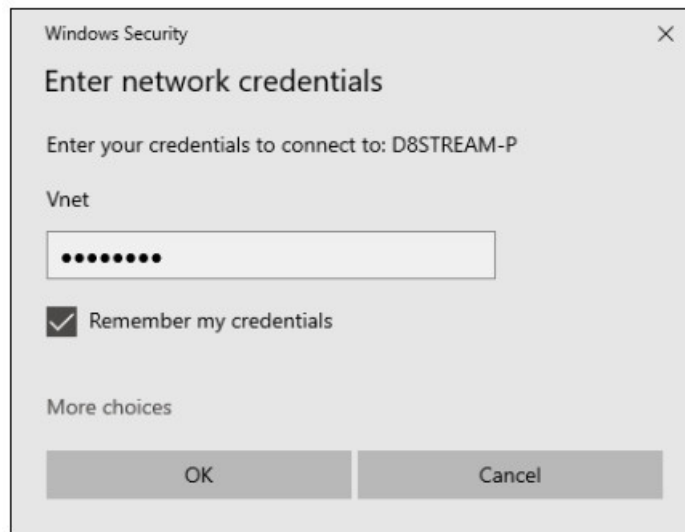 Windows Security
Enter network credentials
Enter your credentials to connect to: D8STREAM-P
Vnet
●●●●●●●●
Remember my credentials
More choices
OK
Cancel